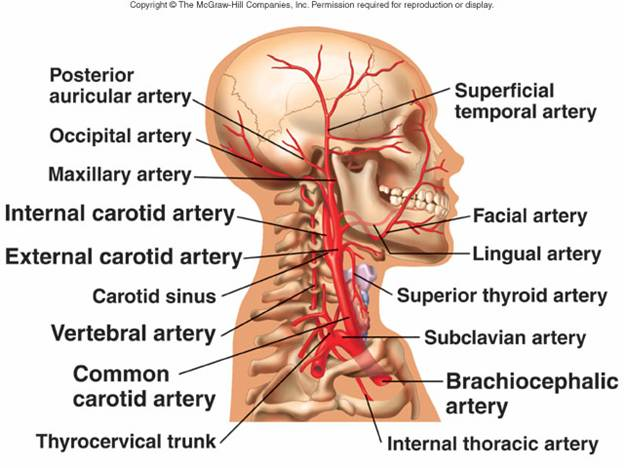 Copyright © The McGraw-Hill Companies, Inc. Permission required for reproduction or display.
Posterior
auricular artery
Occipital artery
Maxillary artery
Internal carotid artery
External carotid artery
Carotid sinus
Vertebral artery
Common
carotid artery
Thyrocervical trunk
Superficial
temporal artery
Facial artery
Lingual artery
Superior thyroid artery
Subclavian artery
Brachiocephalic
artery
Internal thoracic artery